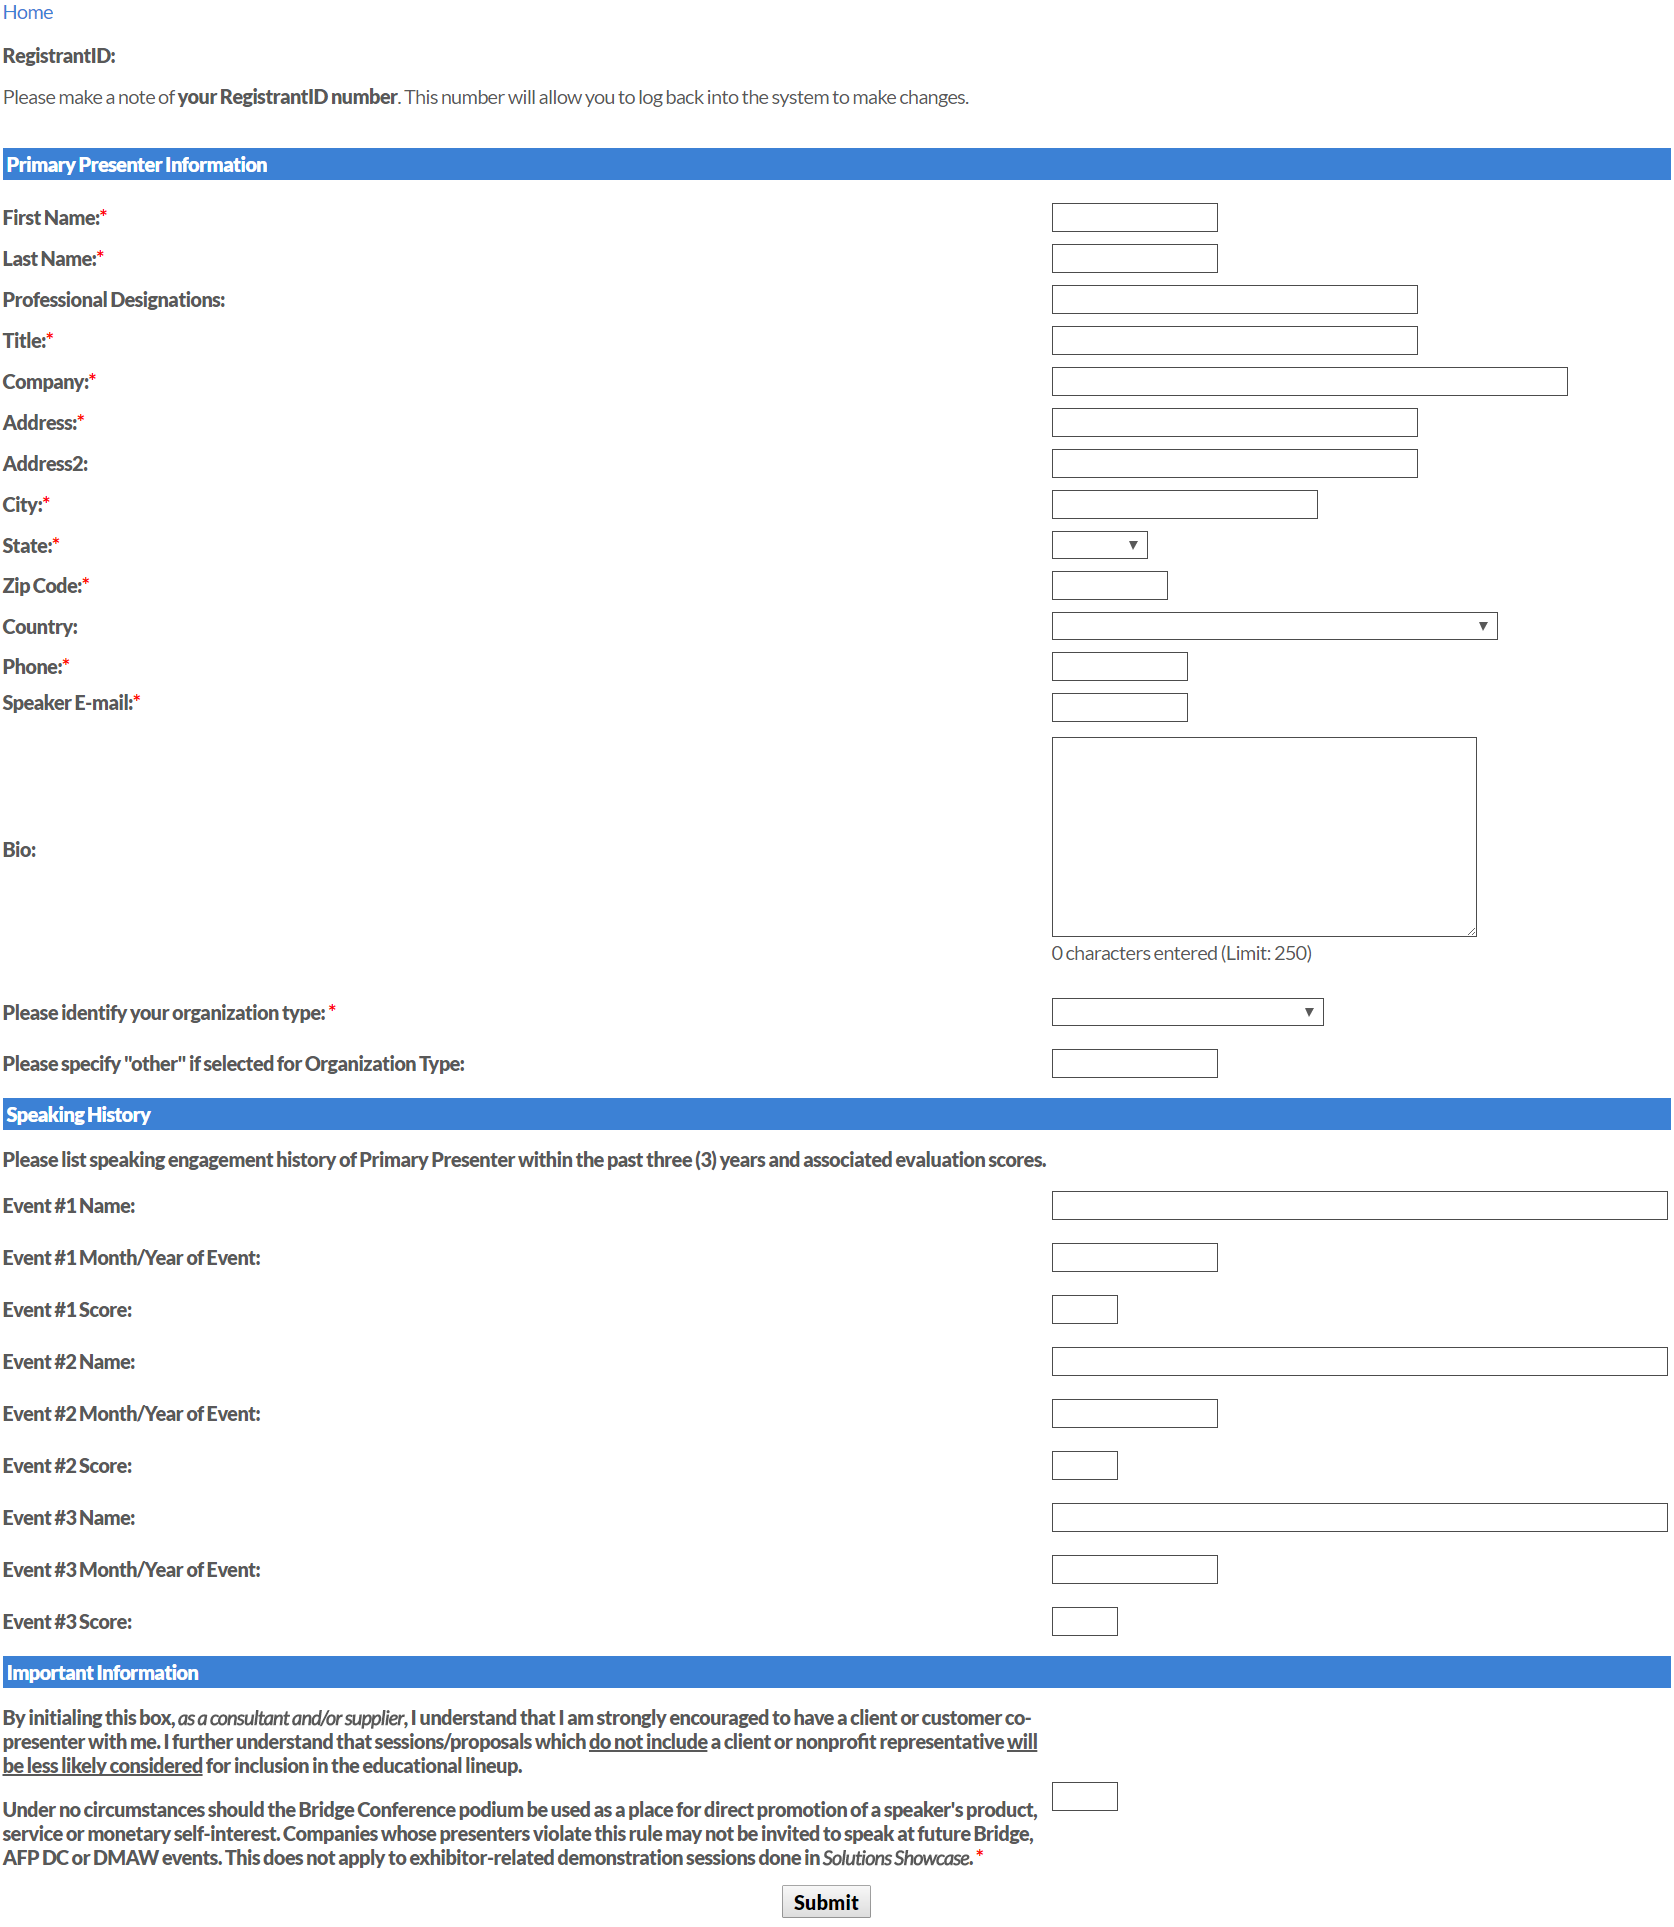 Home
RegistrantID:
Please make a note of your RegistrantID number. This number will allow you to log back into the system to make changes.
Primary Presenter Information
First Name:*
Last Name:*
Professional Designations:
Title:*
Company:*
Address:*
Address2:
City:*
State:*
Zip Code:*
Country:
Phone:*
Speaker E-mail:*
Bio:
0 characters entered (Limit: 250)
Please identify your organization type: *
Please specify "other" if selected for Organization Type:
Speaking History
Please list speaking engagement history of Primary Presenter within the past three (3) years and associated evaluation scores.
Event #1 Name:
Event #1 Month/Year of Event:
Event #1 Score:
Event #2 Name:
Event #2 Month/Year of Event:
Event #2 Score:
Event #3 Name:
Event #3 Month/Year of Event:
Event #3 Score:
Important Information
By initialing this box, as a consultant and/or supplier, I understand that I am strongly encouraged to have a client or customer co-
presenter with me. I further understand that sessions/proposals which do not include a client or nonprofit representative will
be less likely considered for inclusion in the educational lineup.
Under no circumstances should the Bridge Conference podium be used as a place for direct promotion of a speaker's product,
service or monetary self-interest. Companies whose presenters violate this rule may not be invited to speak at future Bridge,
AFP DC or DMAW events. This does not apply to exhibitor-related demonstration sessions done in Solutions Showcase. *
Submit